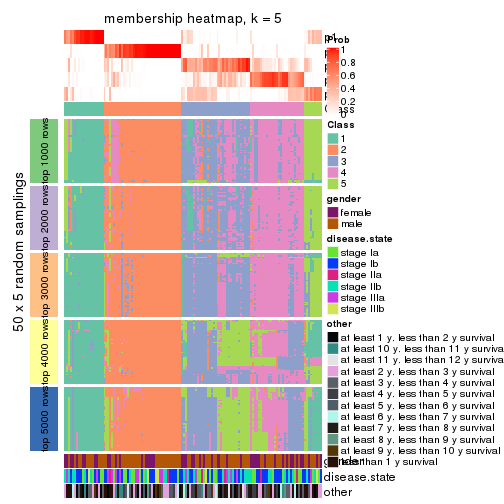 membership heatmap, k = 5
Prob
1
0.8
0.6
0.4
0.2
0
Class
1
2
3
4
5
gender
female
male
disease.state
stage Ia
stage Ib
stage IIa
stage IIb
stage IIIa
stage IIIb
other
at least 1 y. less than 2 y survival
at least 10 y. less than 11 y surviva
at least 11 y. less than 12 y surviva
at least 2 y. less than 3 y survival
at least 3 y. less than 4 y survival
at least 4 y. less than 5 y survival
at least 5 y. less than 6 y survival
at least 6 y. less than 7 y survival
at least 7 y. less than 8 y survival
at least 8 y. less than 9 y survival
at least 9 y. less than 10 y survival
less than 1 y survival
50 x 5 random samplings
top 1000 rows
top 2000 rows
top 3000 rows
top 4000 rows
top 5000 rows
disease.state
other